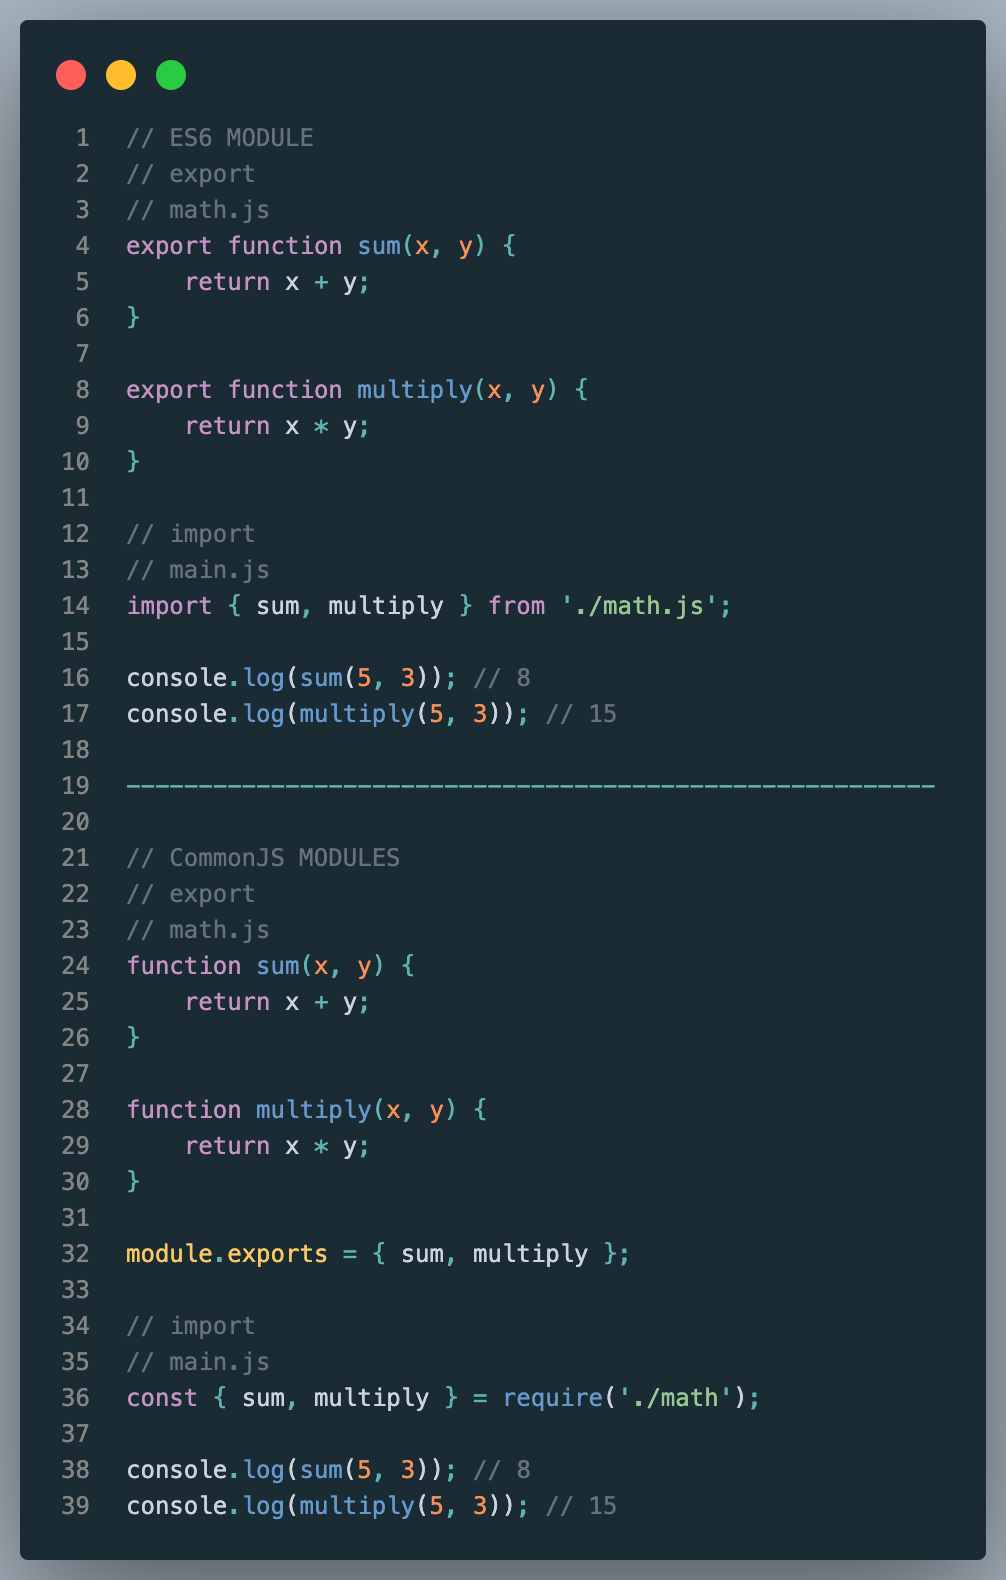 1 // ES6 MODULE
2 // export
3 // math.js
4 export function sum(x, y) {
5     return x + y;
6 }
7
8 export function multiply(x, y) {
9     return x * y;
10 }
11
12 // import
13 // main.js
14 import { sum, multiply } from './math.js';
15
16 console.log(sum(5, 3)); // 8
17 console.log(multiply(5, 3)); // 15
18
19 --------------------------------------------------------
20
21 // CommonJS MODULES
22 // export
23 // math.js
24 function sum(x, y) {
25     return x + y;
26 }
27
28 function multiply(x, y) {
29     return x * y;
30 }
31
32 module.exports = { sum, multiply };
33
34 // import
35 // main.js
36 const { sum, multiply } = require('./math');
37
38 console.log(sum(5, 3)); // 8
39 console.log(multiply(5, 3)); // 15